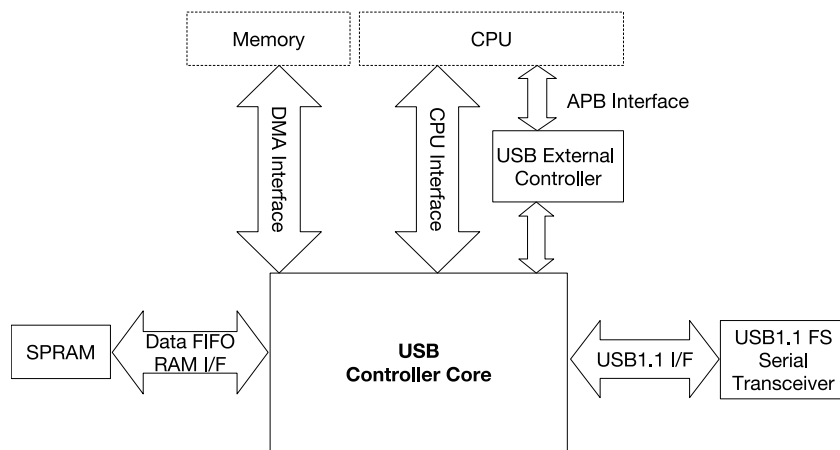 Memory
CPU
DMA Interface
CPU Interface
APB Interface
USB External
Controller
SPRAM
Data FIFO
RAM I/F
USB
Controller Core
USB1.1 I/F
USB1.1 FS
Serial
Transceiver